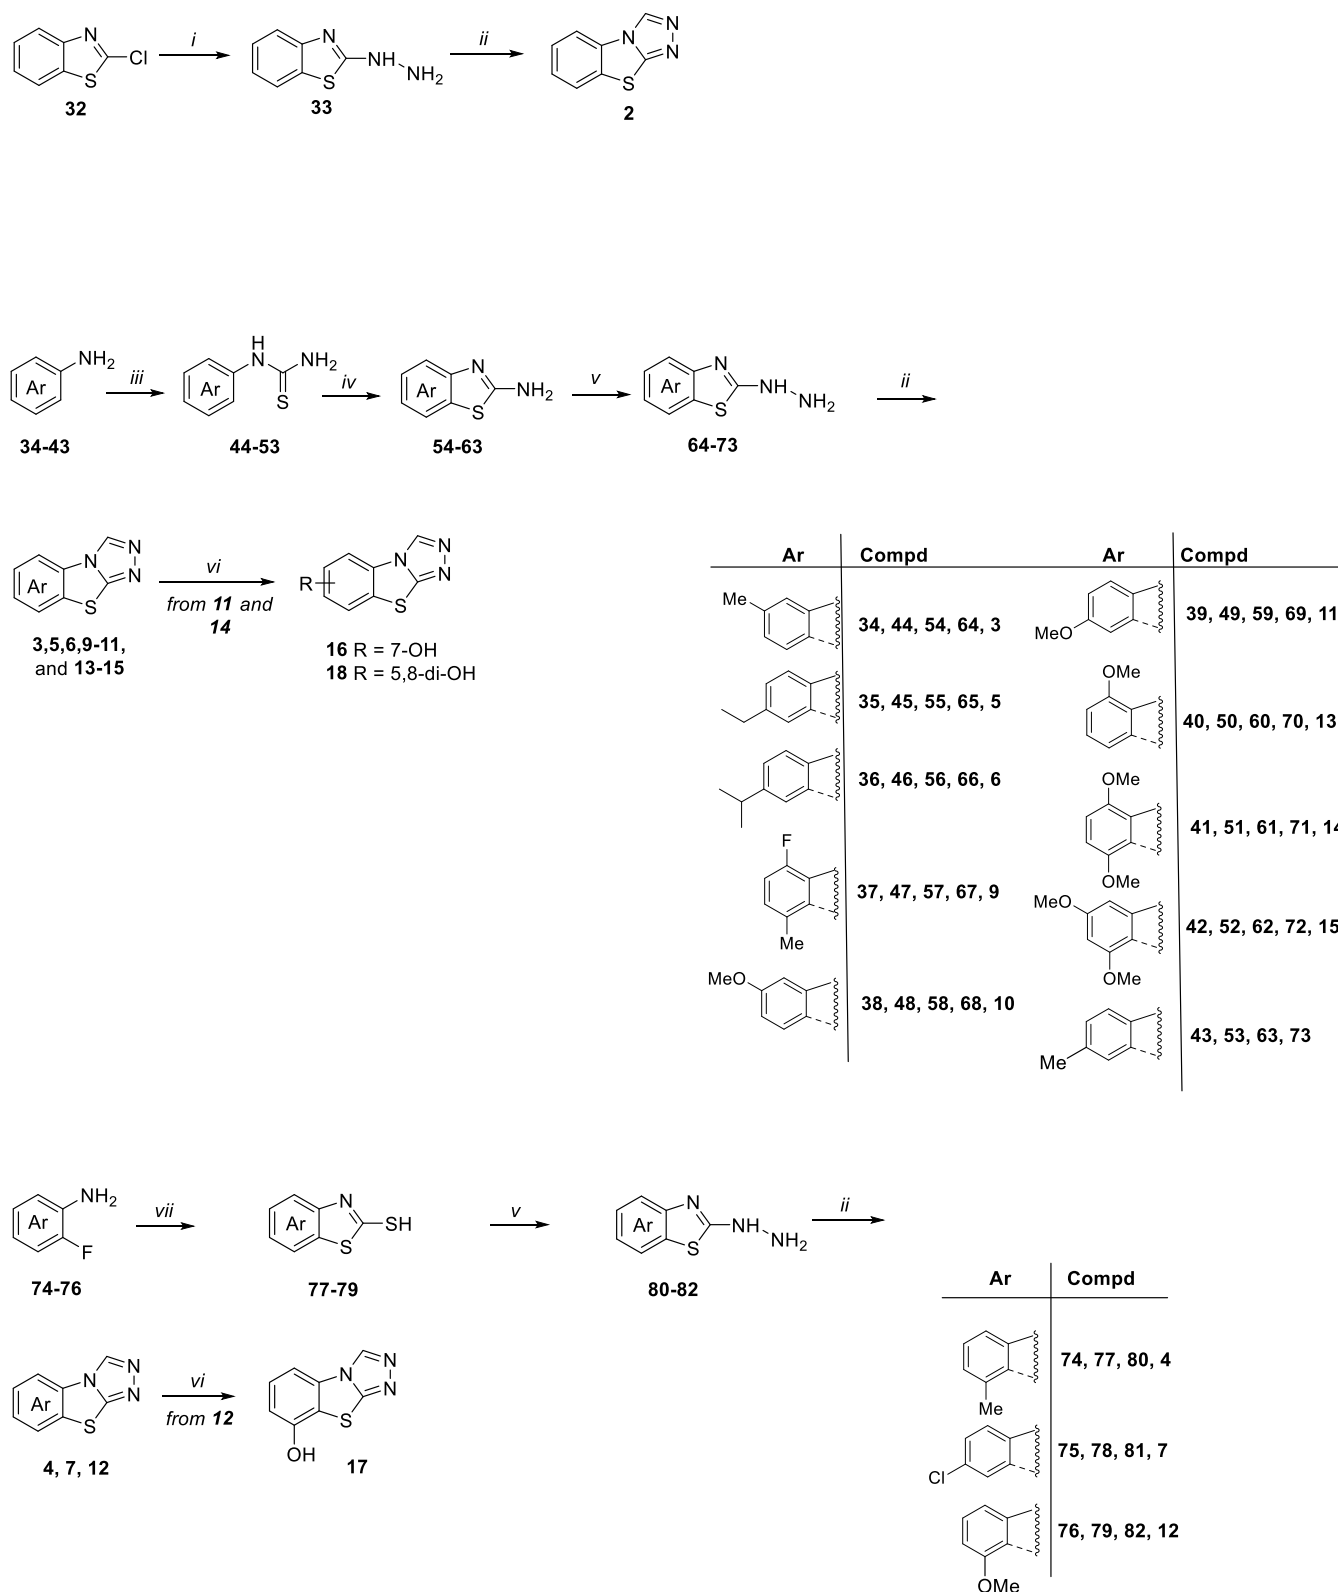 N
Cl
S
32
i
N
NH
NH2
S
33
ii
N
N
N
S
2
NH2
Ar
34-43
iii
H
N
NH2
Ar
S
44-53
iv
N
NH2
Ar
S
54-63
v
N
NH
NH2
Ar
S
64-73
ii
N
N
N
Ar
S
3,5,6,9-11,
and 13-15
vi
from 11 and
14
N
N
N
R
S
16 R = 7-OH
18 R = 5,8-di-OH
Ar Compd
Me
34, 44, 54, 64, 3
35, 45, 55, 65, 5
36, 46, 56, 66, 6
F
37, 47, 57, 67, 9
Me
MeO
38, 48, 58, 68, 10
Ar Compd
39, 49, 59, 69, 11
MeO
OMe
40, 50, 60, 70, 13
OMe
41, 51, 61, 71, 14
OMe
MeO
42, 52, 62, 72, 15
OMe
43, 53, 63, 73
Me
NH2
Ar
F
74-76
vii
N
SH
Ar
S
77-79
v
N
NH
NH2
Ar
S
80-82
ii
N
N
N
Ar
S
4, 7, 12
vi
from 12
N
N
N
S
OH
17
Ar Compd
74, 77, 80, 4
Me
75, 78, 81, 7
Cl
76, 79, 82, 12
OMe